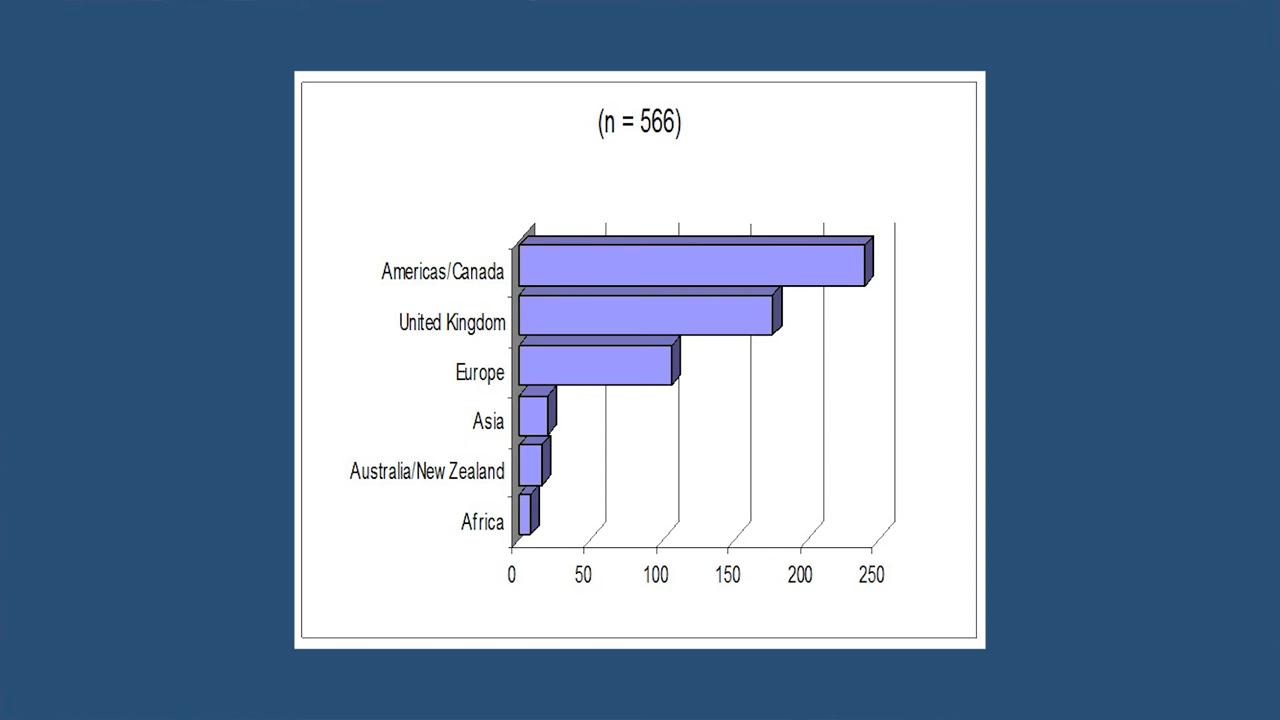 (n = 566)
Americas/Canada
United Kingdom
Europe
Asia
Australia/New Zealand
Africa
0 50 100 150 200 250